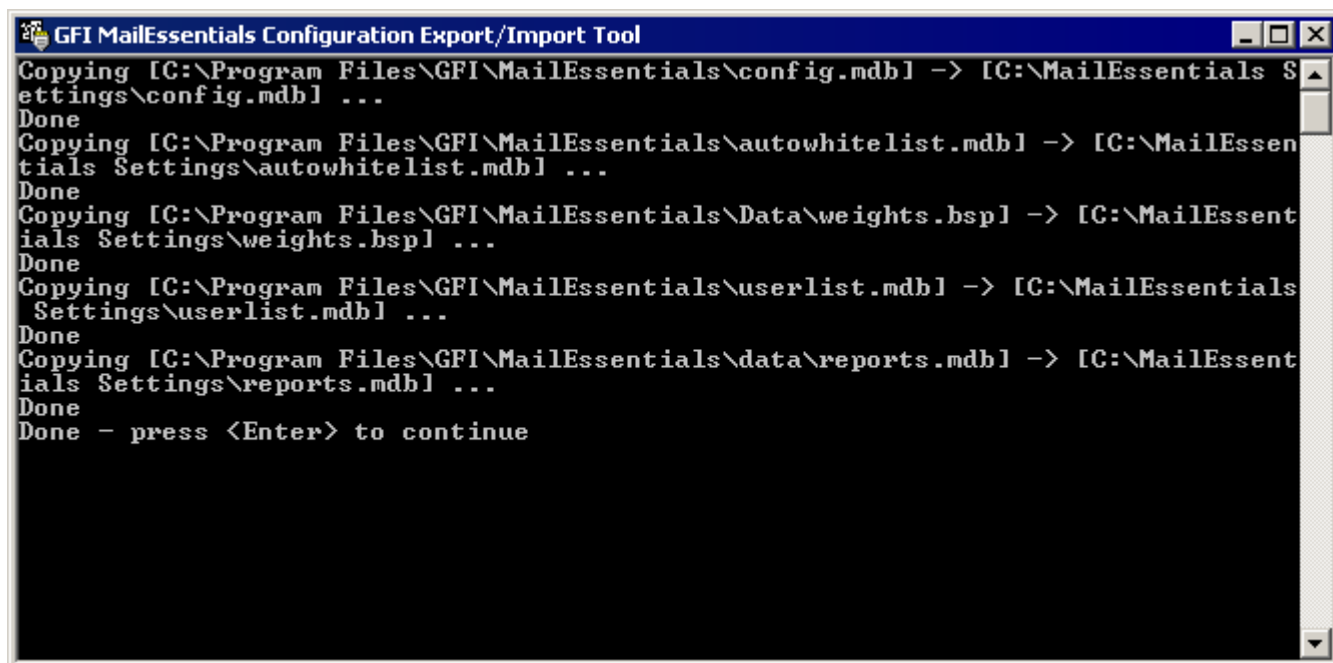 GFI MailEssentials Configuration Export/Import Tool
Copying [C:\Program Files\GFI\MailEssentials\config.mdb] -> [C:\MailEssentials S
ettings\config.mdb] ...
Done
Copying [C:\Program Files\GFI\MailEssentials\autowhitelist.mdb] -> [C:\MailEssen
tials Settings\autowhitelist.mdb] ...
Done
Copying [C:\Program Files\GFI\MailEssentials\Data\weights.bsp] -> [C:\MailEssent
ials Settings\weights.bsp] ...
Done
Copying [C:\Program Files\GFI\MailEssentials\userlist.mdb] -> [C:\MailEssentials
 Settings\userlist.mdb] ...
Done
Copying [C:\Program Files\GFI\MailEssentials\data\reports.mdb] -> [C:\MailEssent
ials Settings\reports.mdb] ...
Done
Done - press <Enter> to continue